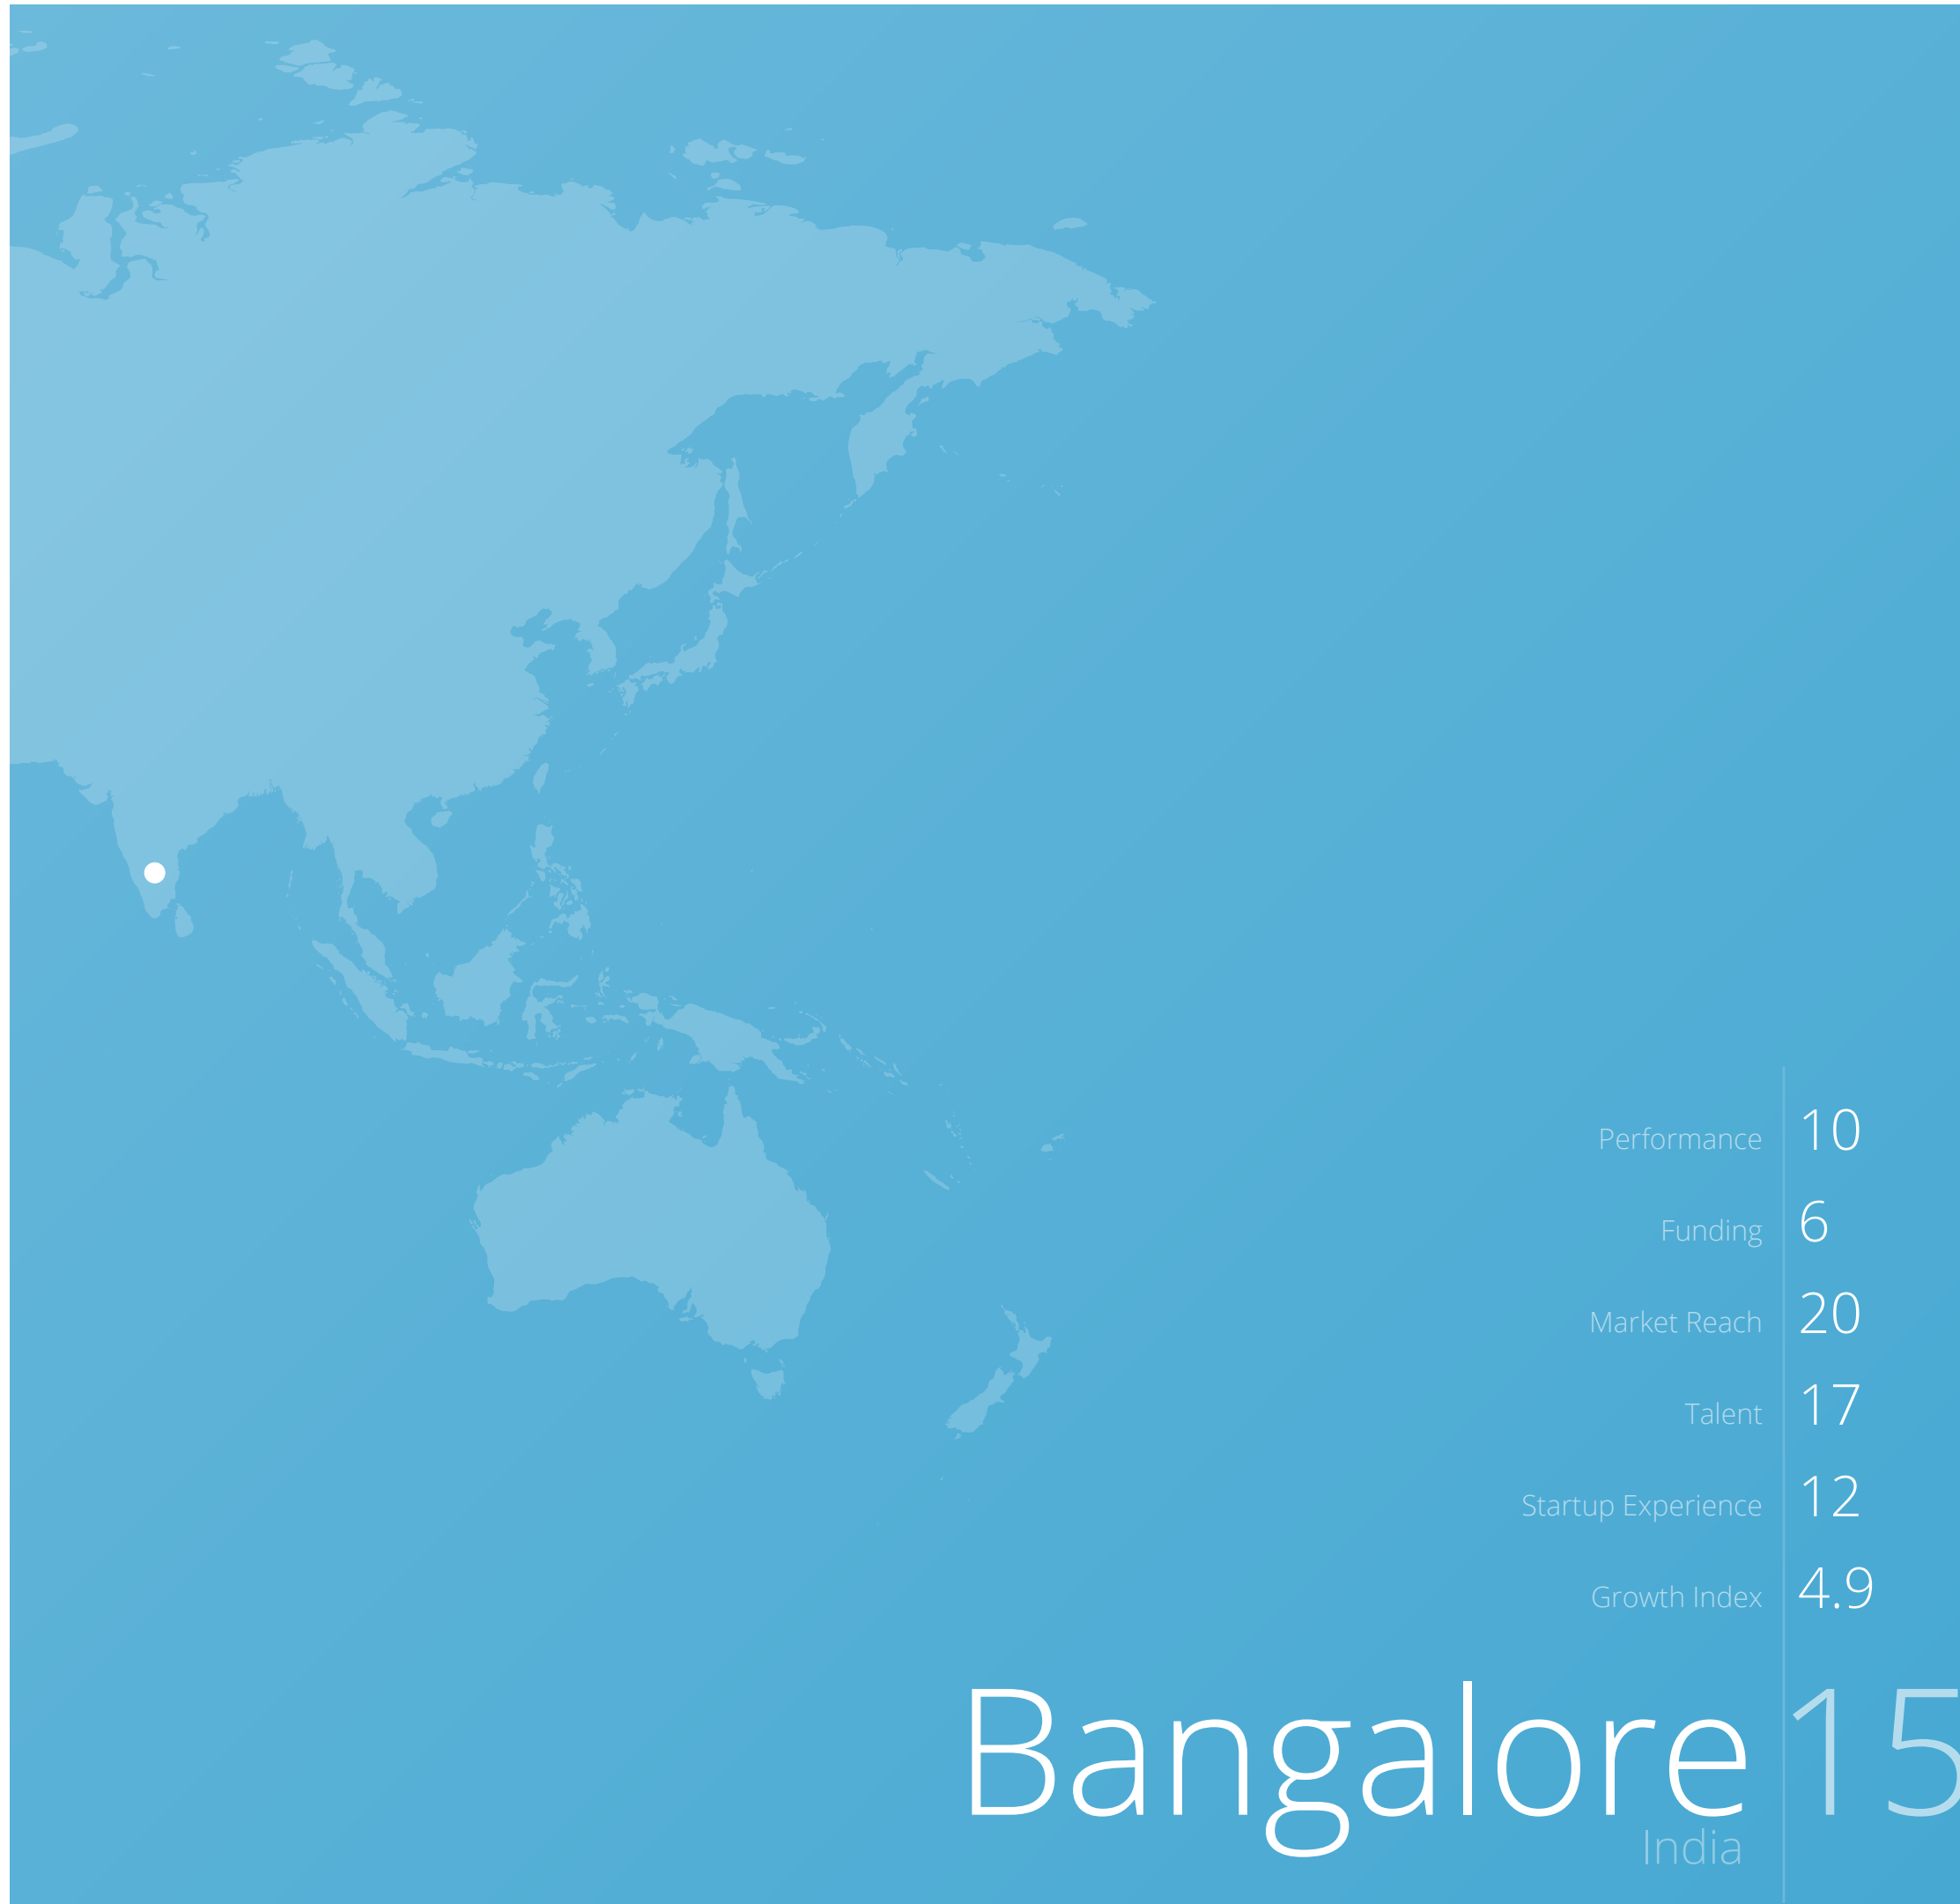 Performance 10
Funding 6
Market Reach 20
Talent 17
Startup Experience 12
Growth Index 4.9
Bangalore 15
India